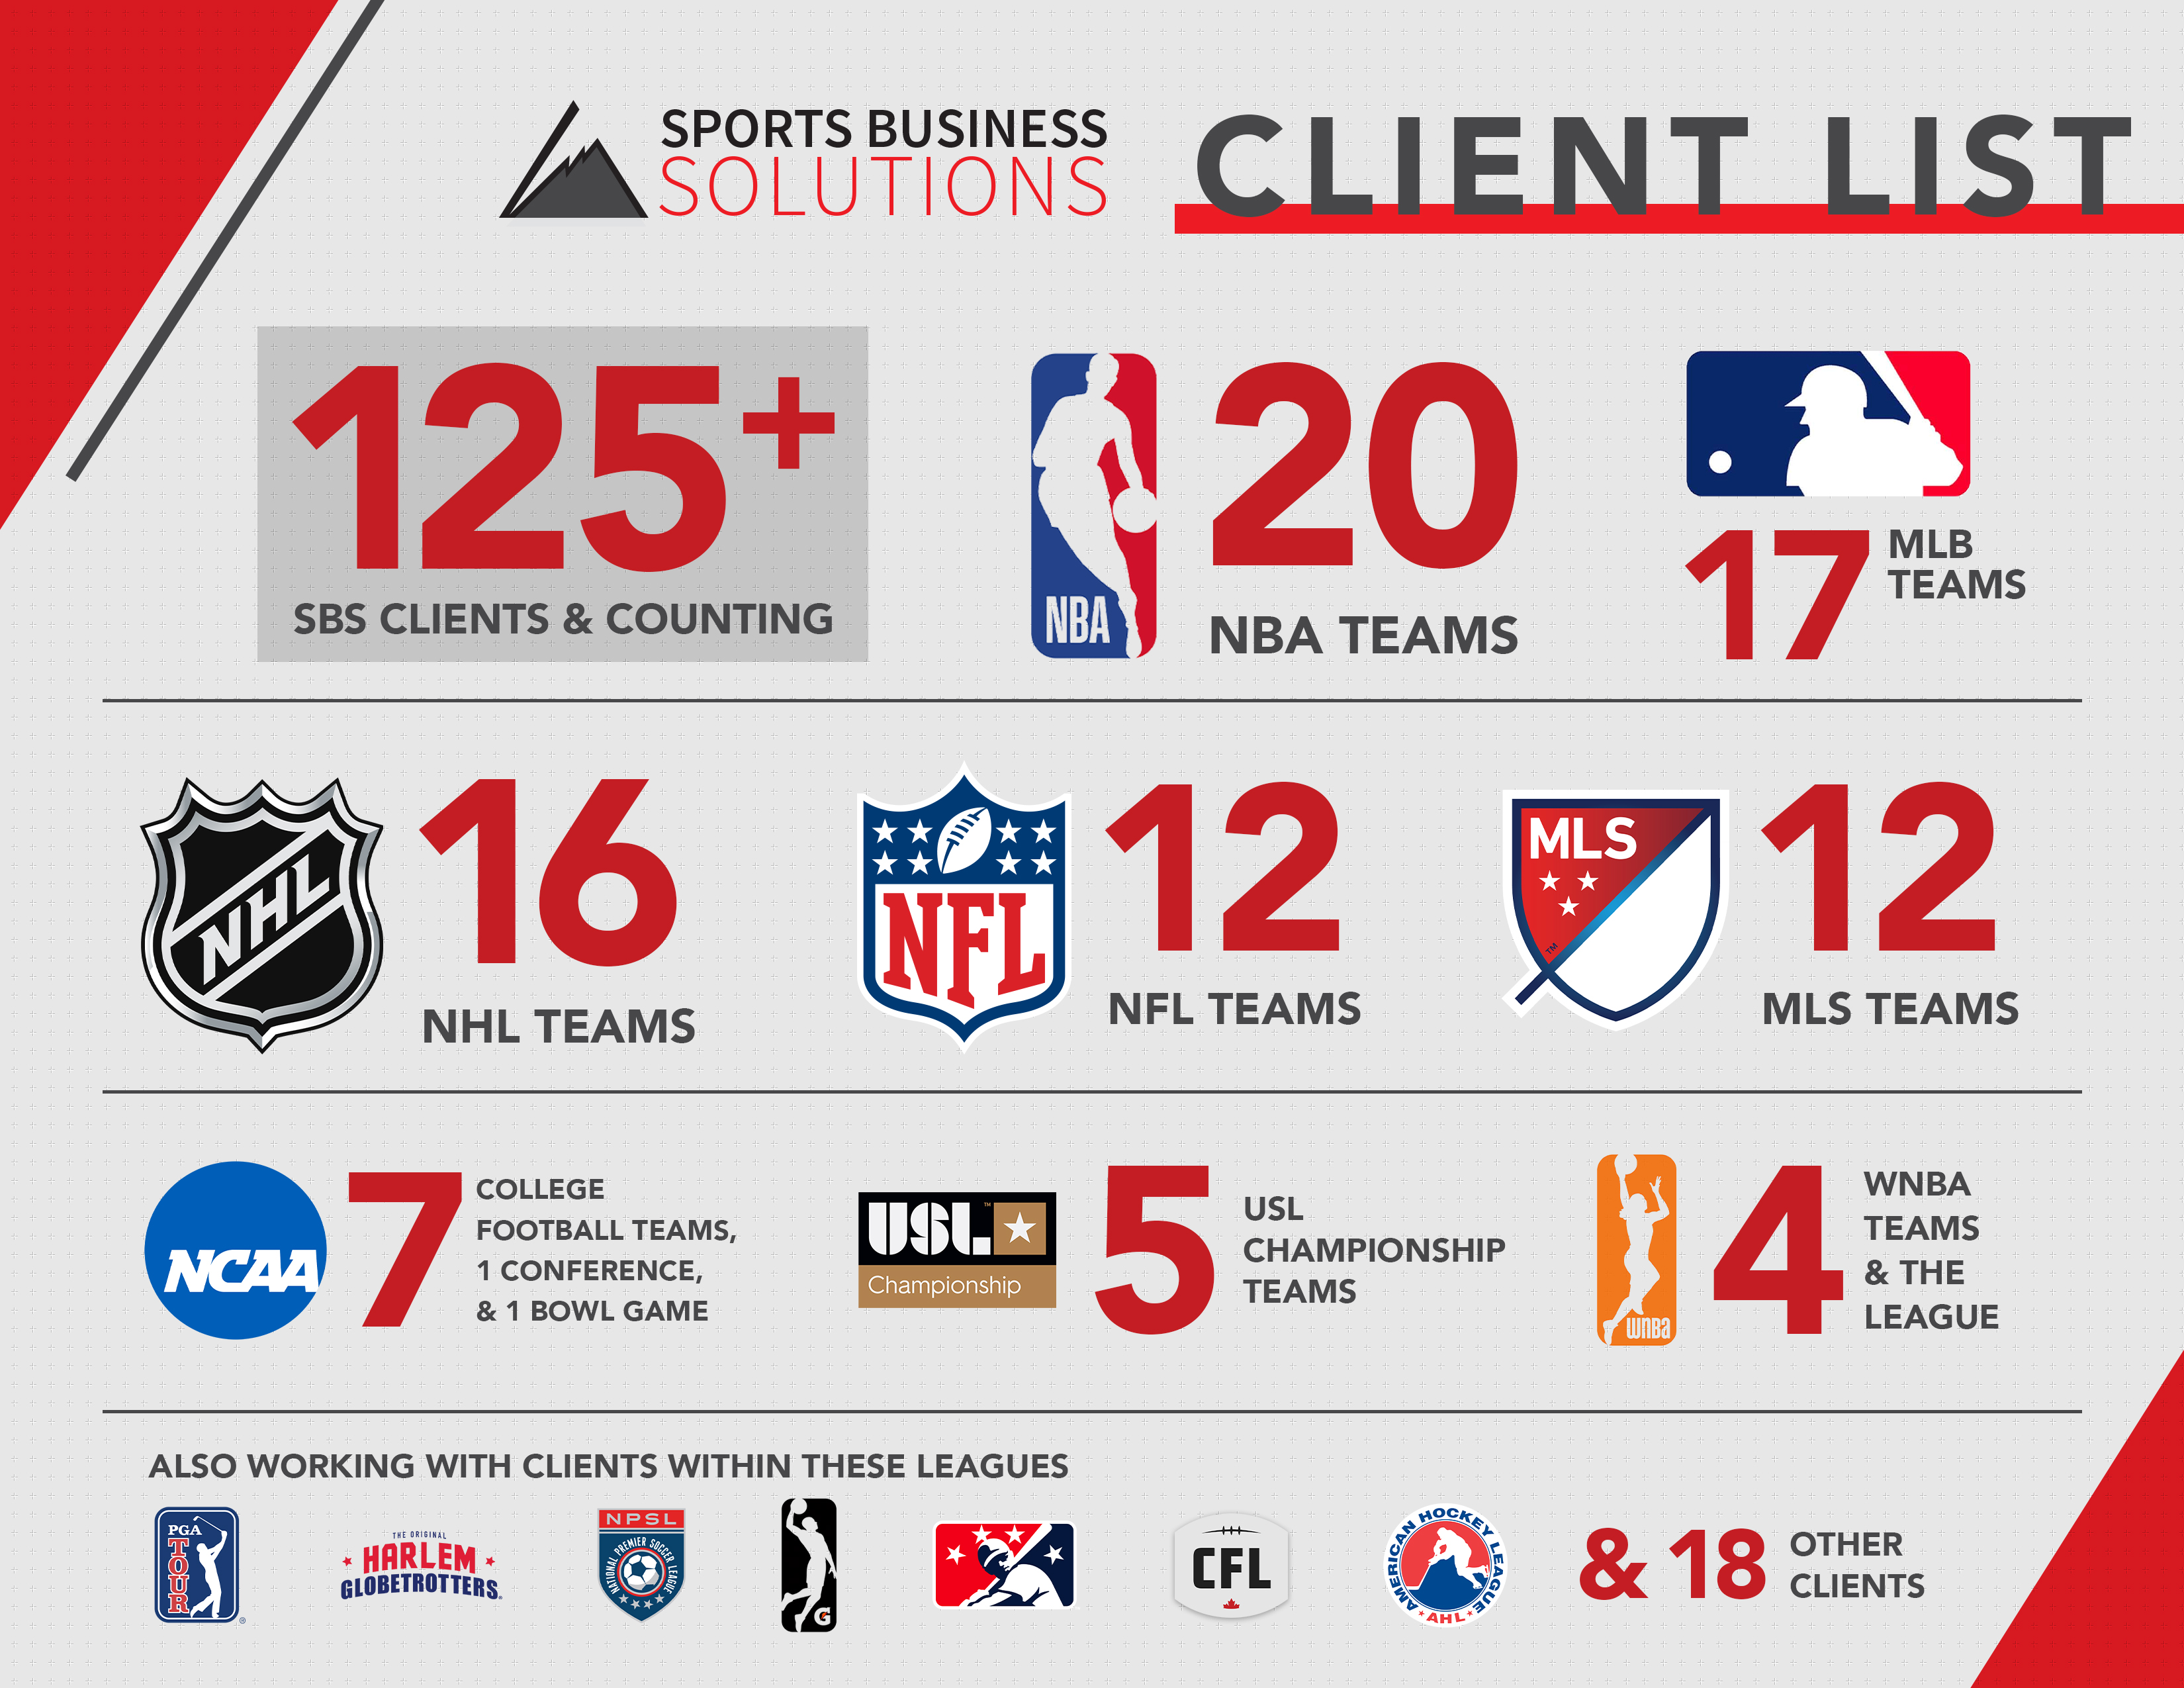 SPORTS BUSINESS
SOLUTIONS
CLIENT LIST
125+
SBS CLIENTS & COUNTING
NBA
20
NBA TEAMS
17
MLB
TEAMS
NHL
16
NHL TEAMS
NFL
12
NFL TEAMS
MLS
TM
12
MLS TEAMS
NCAA
7
COLLEGE
FOOTBALL TEAMS,
1 CONFERENCE,
& 1 BOWL GAME
USL
TM
Championship
5
USL
CHAMPIONSHIP
TEAMS
WNBA
4
WNBA
TEAMS
& THE
LEAGUE
ALSO WORKING WITH CLIENTS WITHIN THESE LEAGUES
PGA
TOUR
®
THE ORIGINAL
HARLEM
GLOBETROTTERS
NPSL
NATIONAL PREMIER SOCCER LEAGUE
G
CFL
AMERICAN HOCKEY LEAGUE
AHL
& 18
OTHER
CLIENTS